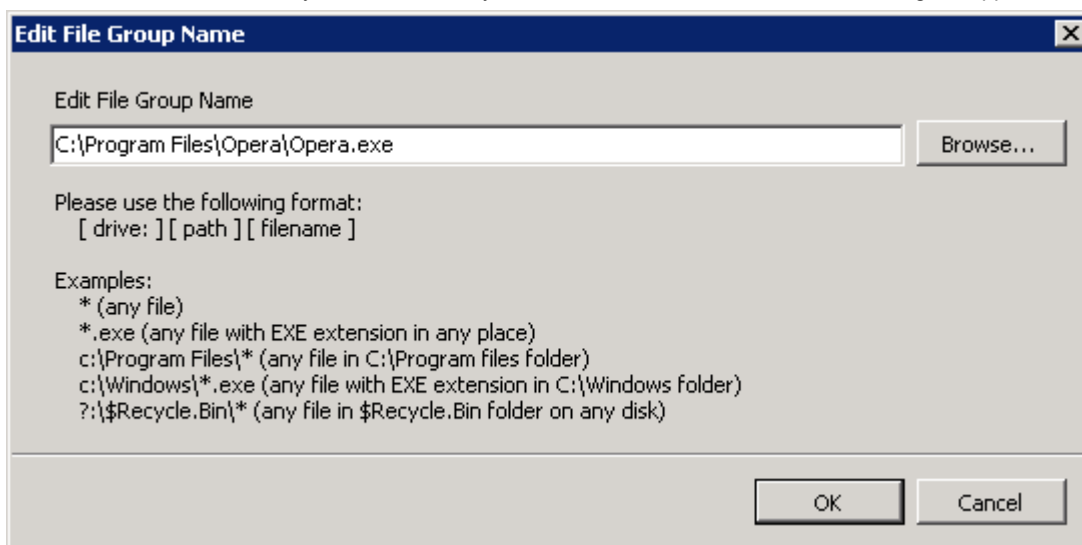 Edit File Group Name
Edit File Group Name
C:\Program Files\Opera\Opera.exe
Browse...
Please use the following format:
[ drive: ] [ path ] [ filename ]
Examples:
* (any file)
*.exe (any file with EXE extension in any place)
c:\Program Files\* (any file in C:\Program files folder)
c:\Windows\*.exe (any file with EXE extension in C:\Windows folder)
?:\$Recycle.Bin\* (any file in $Recycle.Bin folder on any disk)
OK
Cancel